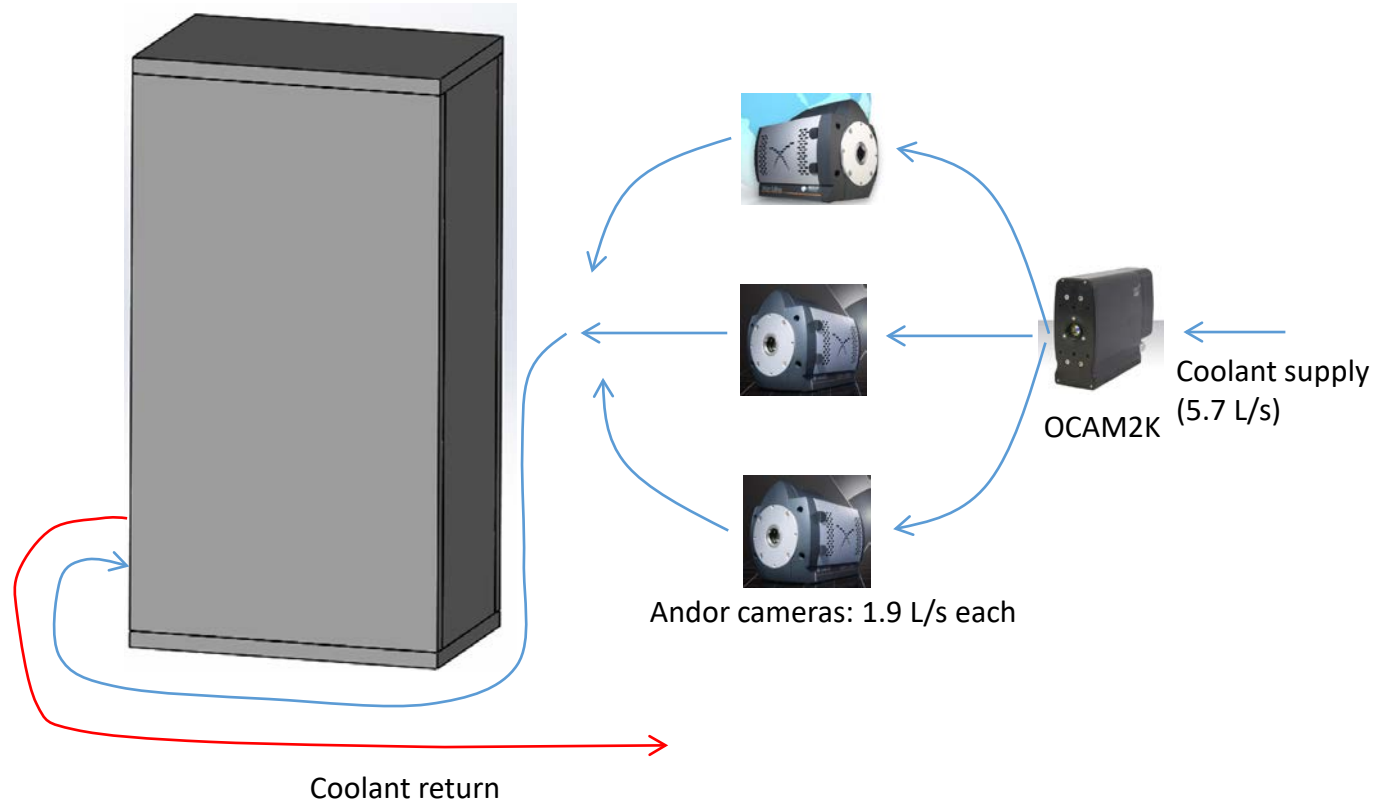 Coolant supply
(5.7 L/s)
OCAM2K
Andor cameras: 1.9 L/s each
Coolant return